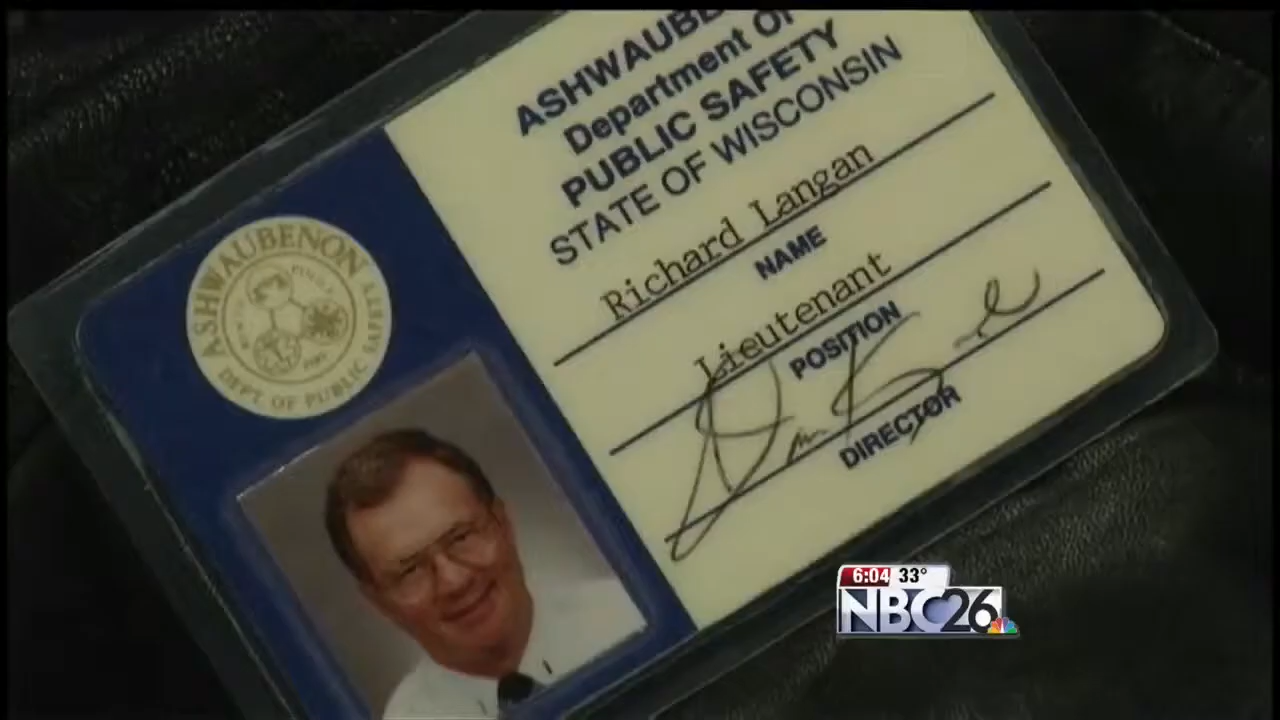 ASHWAUBE
Department Of
PUBLIC SAFETY
STATE OF WISCONSIN
Richard Langan
NAME
Lieutenant
POSITION
DIRECTOR
ASHWAUBENON
DEPT. OF PUBLIC SAFETY
6:04 33°
NBC26